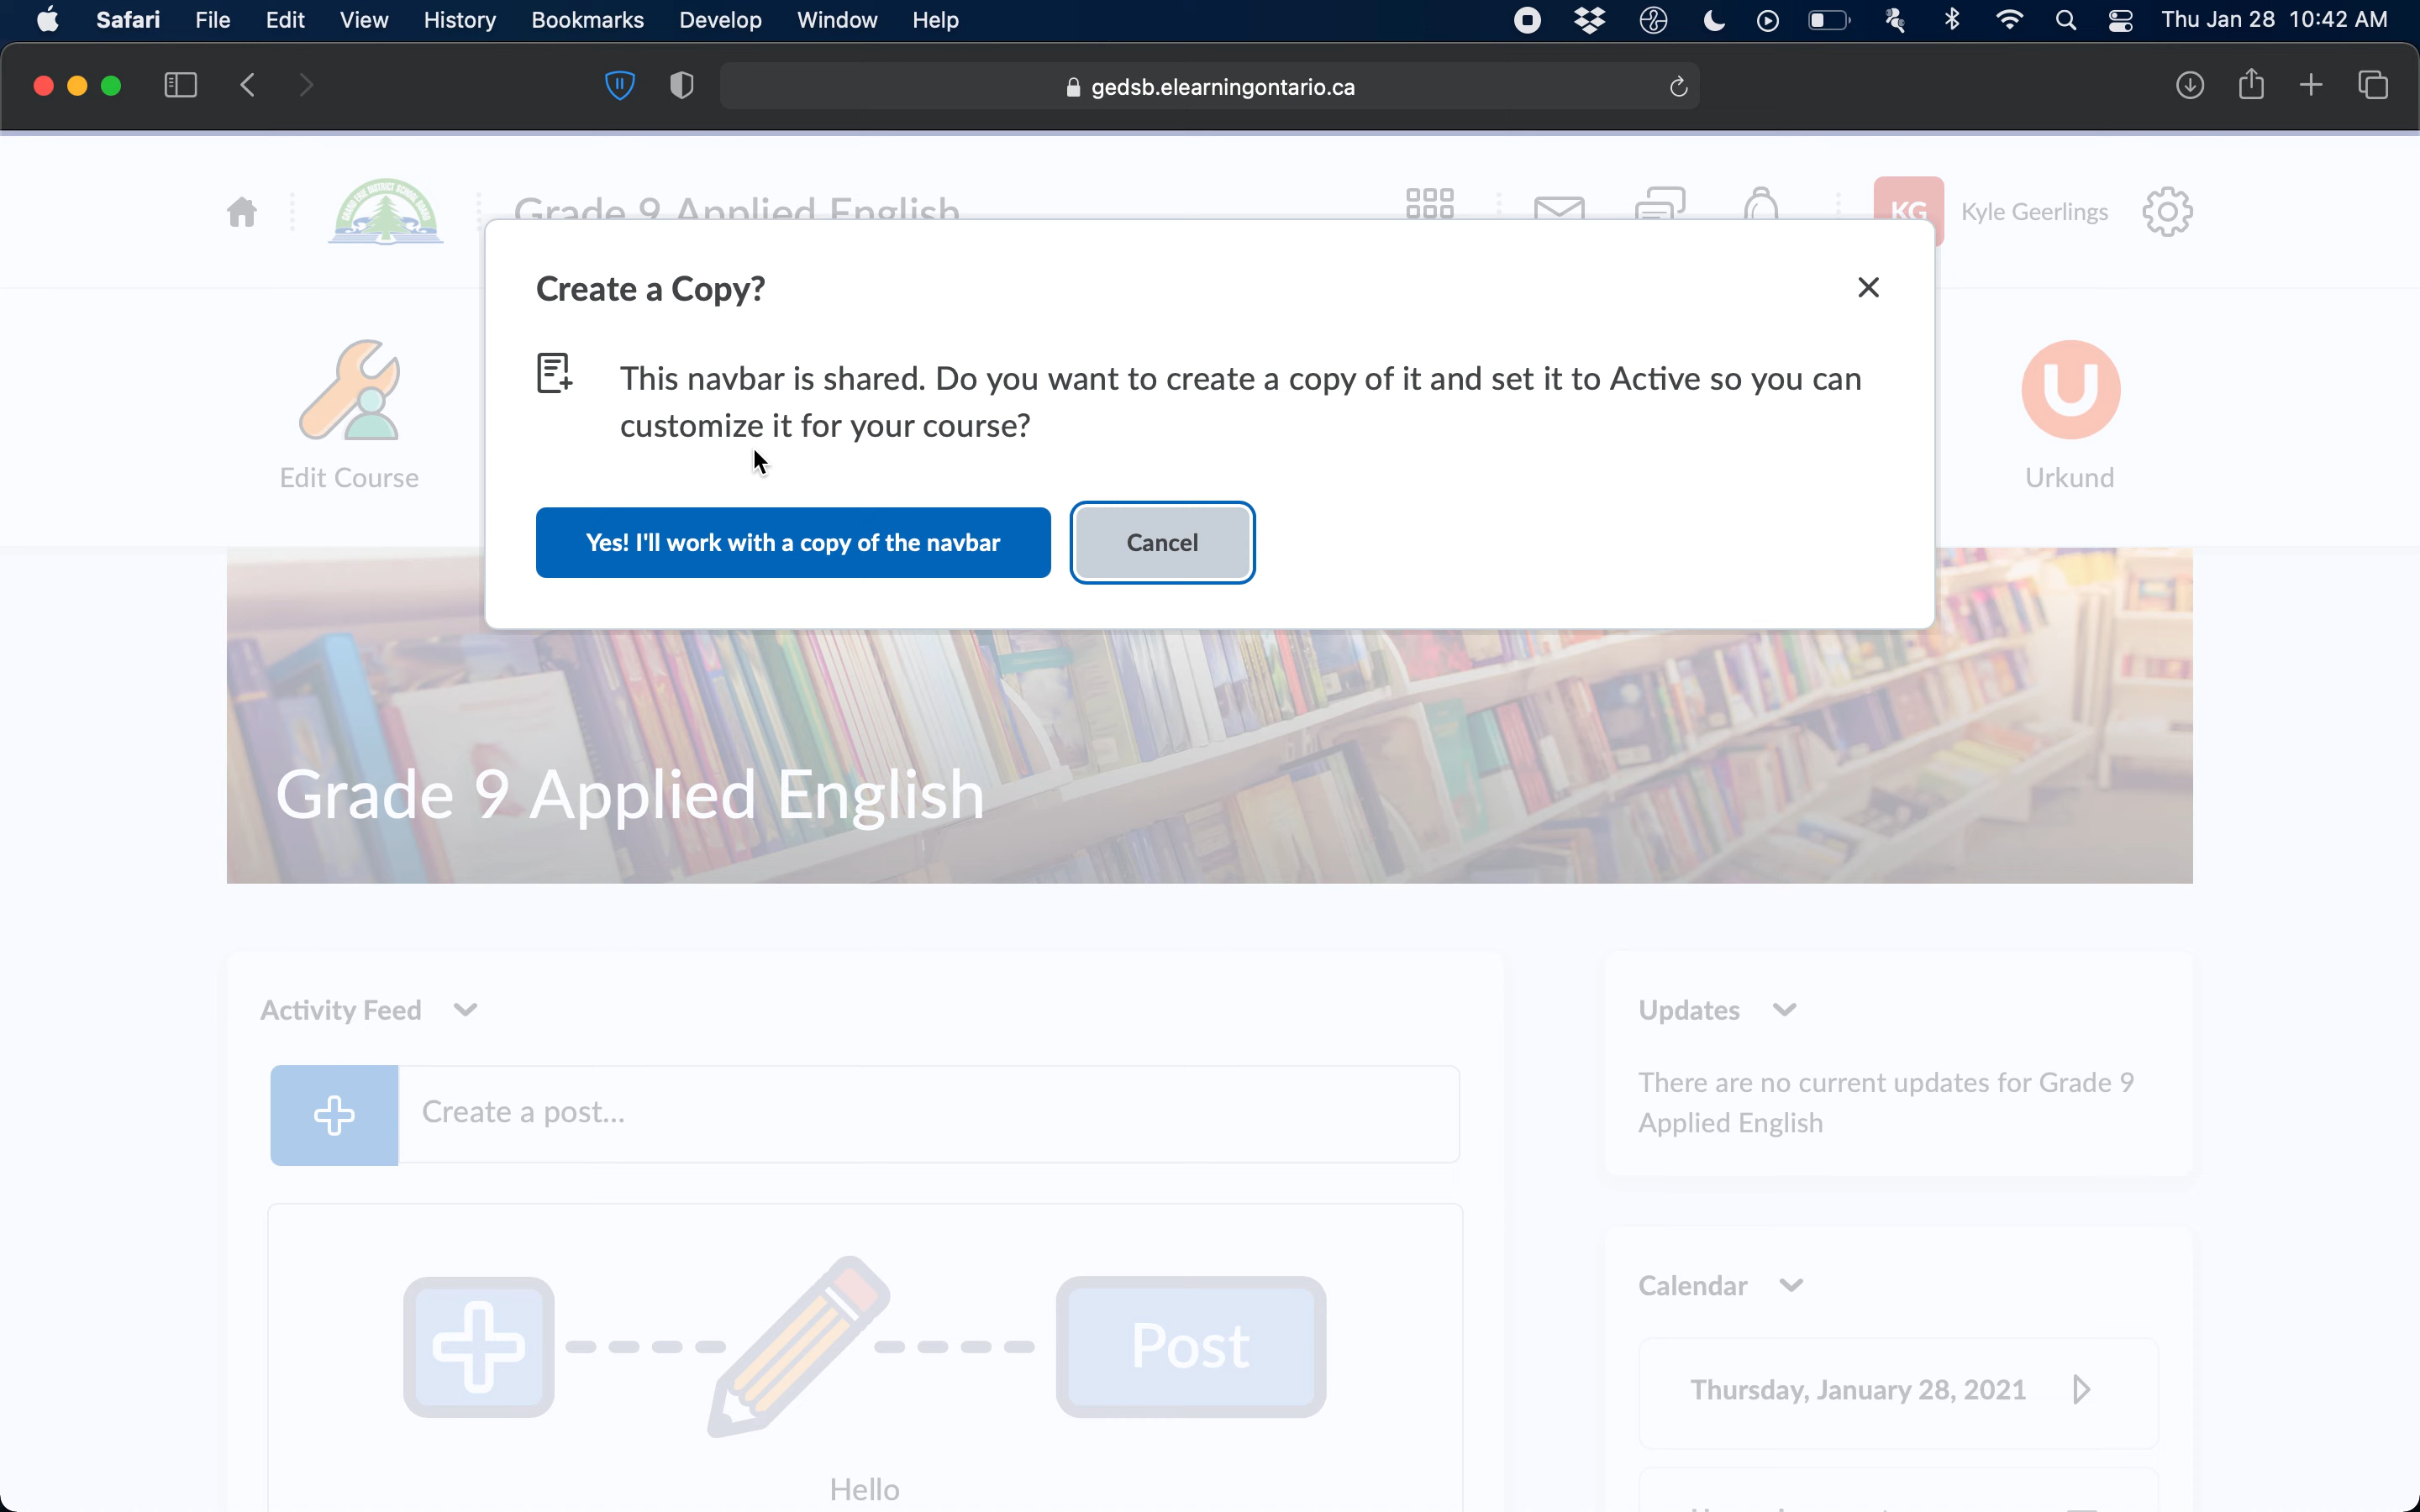 Safari File Edit View History Bookmarks Develop Window Help Thu Jan 28 10:42 AM
gedsb.elearningontario.ca
Grade 9 Applied English KG Kyle Geerlings
Create a Copy?
This navbar is shared. Do you want to create a copy of it and set it to Active so you can
customize it for your course?
Edit Course
Urkund
Yes! I'll work with a copy of the navbar Cancel
Grade 9 Applied English
Activity Feed
Create a post...
Post
Hello
Updates
There are no current updates for Grade 9
Applied English
Calendar
Thursday, January 28, 2021